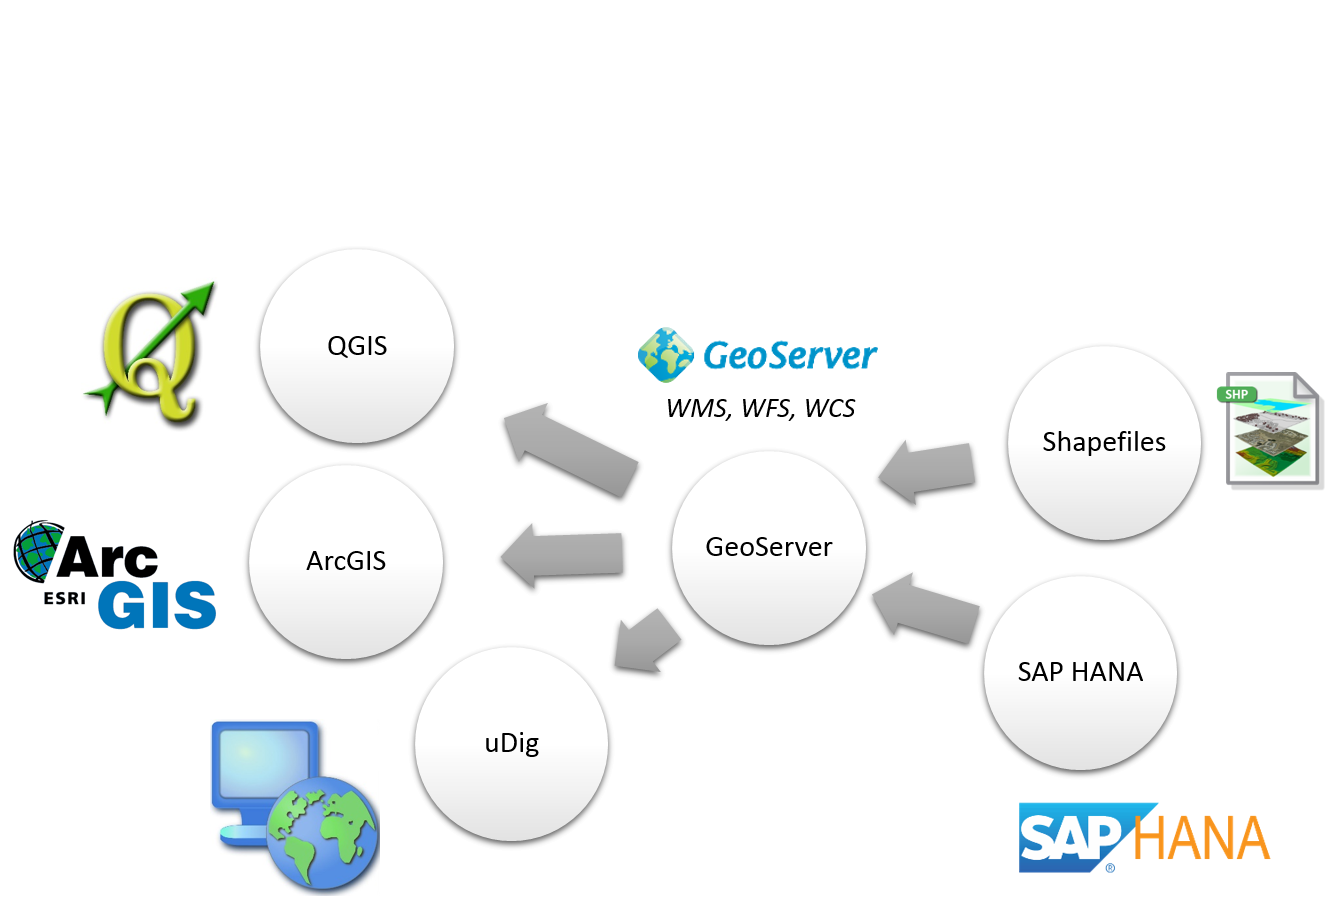 QGIS
GeoServer
WMS, WFS, WCS
Shapefiles
SHP
Arc
ESRI GIS
ArcGIS
GeoServer
SAP HANA
uDig
SAP HANA
®